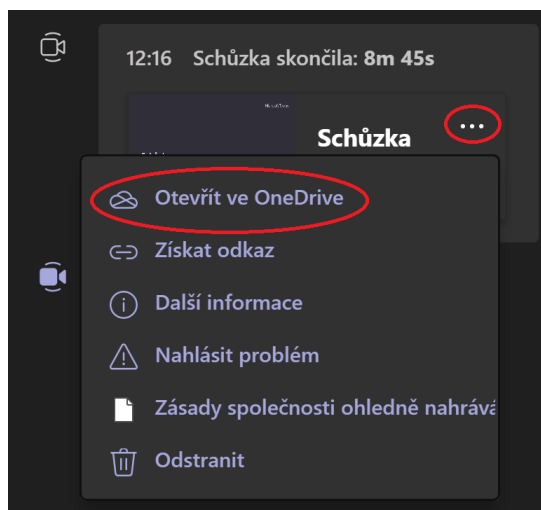 12:16 Schůzka skončila: 8m 45s
Schůzka
Otevřít ve OneDrive
Získat odkaz
Další informace
Nahlásit problém
Zásady společnosti ohledně nahrává
Odstranit